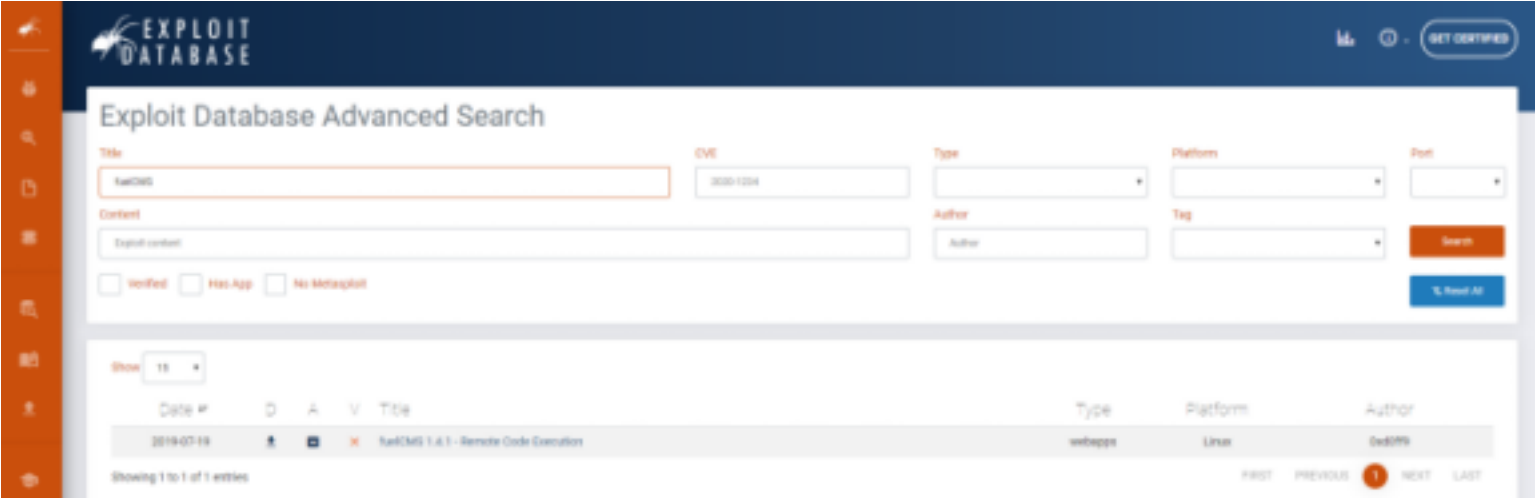 EXPLOIT
DATABASE
GET CERTIFIED
Exploit Database Advanced Search
Title CVE Type Platform Port
fuelCMS 2020-1234
Content Author Tag
Exploit content Author Search
Verified Has App No Metasploit Reset All
Show 15
Date D A V Title Type Platform Author
2019-07-19 fuelCMS 1.4.1 - Remote Code Execution webapps Linux 0xd0ff9
Showing 1 to 1 of 1 entries FIRST PREVIOUS 1 NEXT LAST